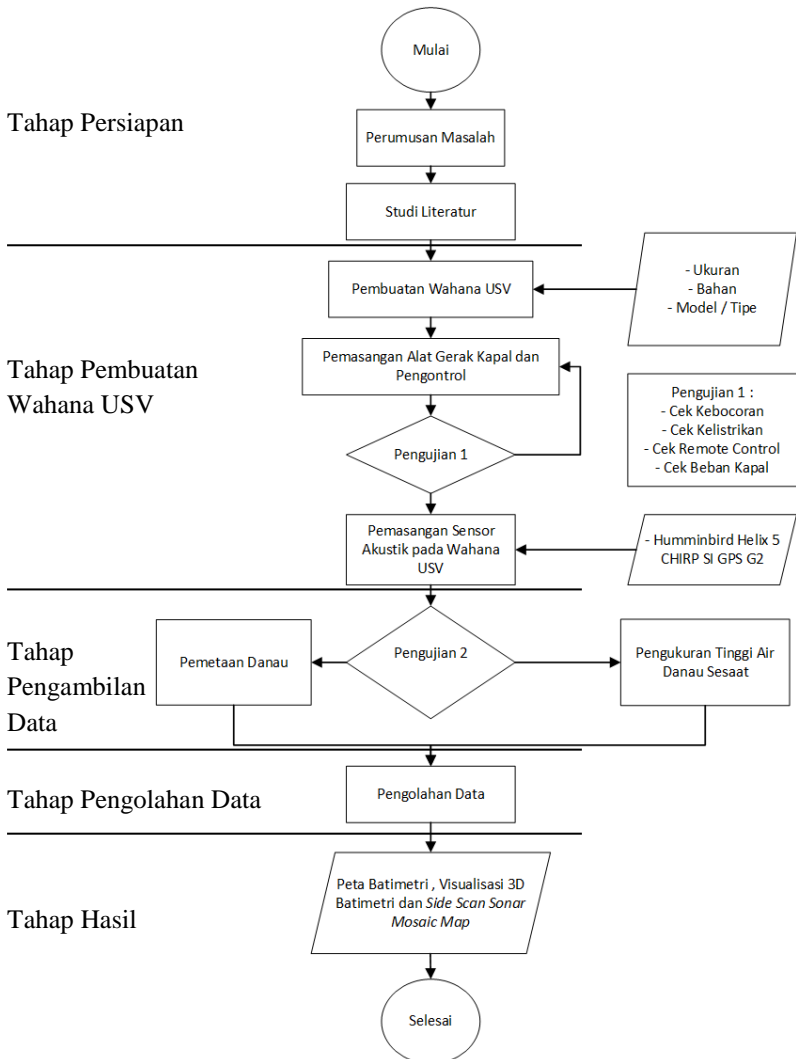 Mulai
Tahap Persiapan
Perumusan Masalah
Studi Literatur
Pembuatan Wahana USV
- Ukuran
- Bahan
- Model / Tipe
Tahap Pembuatan
Wahana USV
Pemasangan Alat Gerak Kapal dan
Pengontrol
Pengujian 1 :
- Cek Kebocoran
- Cek Kelistrikan
- Cek Remote Control
- Cek Beban Kapal
Pengujian 1
Pemasangan Sensor
Akustik pada Wahana
USV
- Humminbird Helix 5
CHIRP SI GPS G2
Tahap
Pengambilan
Data
Pemetaan Danau
Pengujian 2
Pengukuran Tinggi Air
Danau Sesaat
Tahap Pengolahan Data
Pengolahan Data
Tahap Hasil
Peta Batimetri , Visualisasi 3D
Batimetri dan Side Scan Sonar
Mosaic Map
Selesai